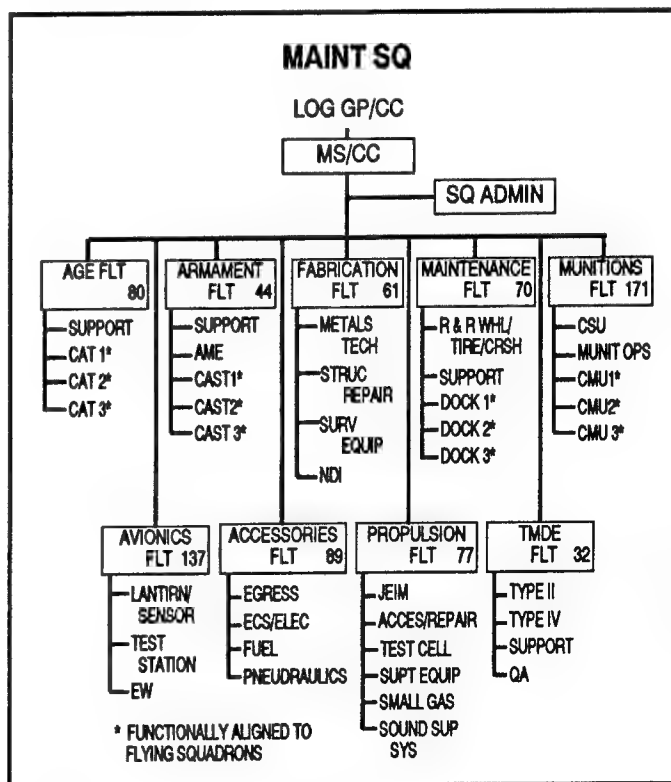 MAINT SQ
LOG GP/CC
MS/CC
SQ ADMIN
AGE FLT
80
SUPPORT
CAT 1*
CAT 2*
CAT 3*
ARMAMENT
FLT 44
SUPPORT
AME
CAST1*
CAST2*
CAST 3*
FABRICATION
FLT 61
METALS
TECH
STRUC
REPAIR
SURV
EQUIP
NDI
MAINTENANCE
FLT 70
R & R WHL/
TIRE/CRSH
SUPPORT
DOCK 1*
DOCK 2*
DOCK 3*
MUNITIONS
FLT 171
CSU
MUNIT OPS
CMU1*
CMU2*
CMU 3*
AVIONICS
FLT 137
LANTIRN/
SENSOR
TEST
STATION
EW
ACCESSORIES
FLT 89
EGRESS
ECS/ELEC
FUEL
PNEUDRAULICS
PROPULSION
FLT 77
JEIM
ACCES/REPAIR
TEST CELL
SUPT EQUIP
SMALL GAS
SOUND SUP
SYS
TMDE
FLT 32
TYPE II
TYPE IV
SUPPORT
QA
* FUNCTIONALLY ALIGNED TO
FLYING SQUADRONS